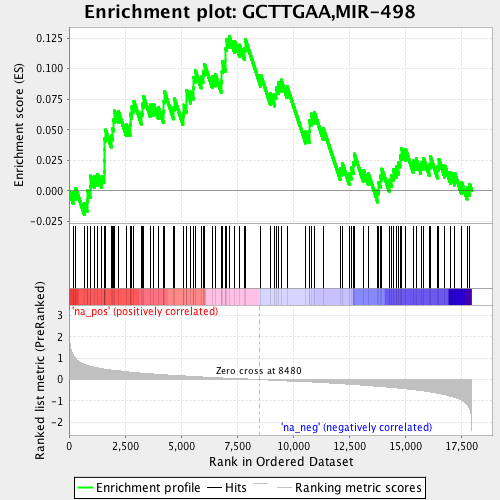 Enrichment plot: GCTTGAA,MIR-498
Enrichment score (ES)
0.125
0.100
0.075
0.050
0.025
0.000
-0.025
'na_pos' (positively correlated)
Ranked list metric (PreRanked)
3
2
1
0
-1
-2
Zero cross at 8480
'na_neg' (negatively correlated)
0
2,500
5,000
7,500
10,000
12,500
15,000
17,500
Rank in Ordered Dataset
Enrichment profile
Hits
Ranking metric scores